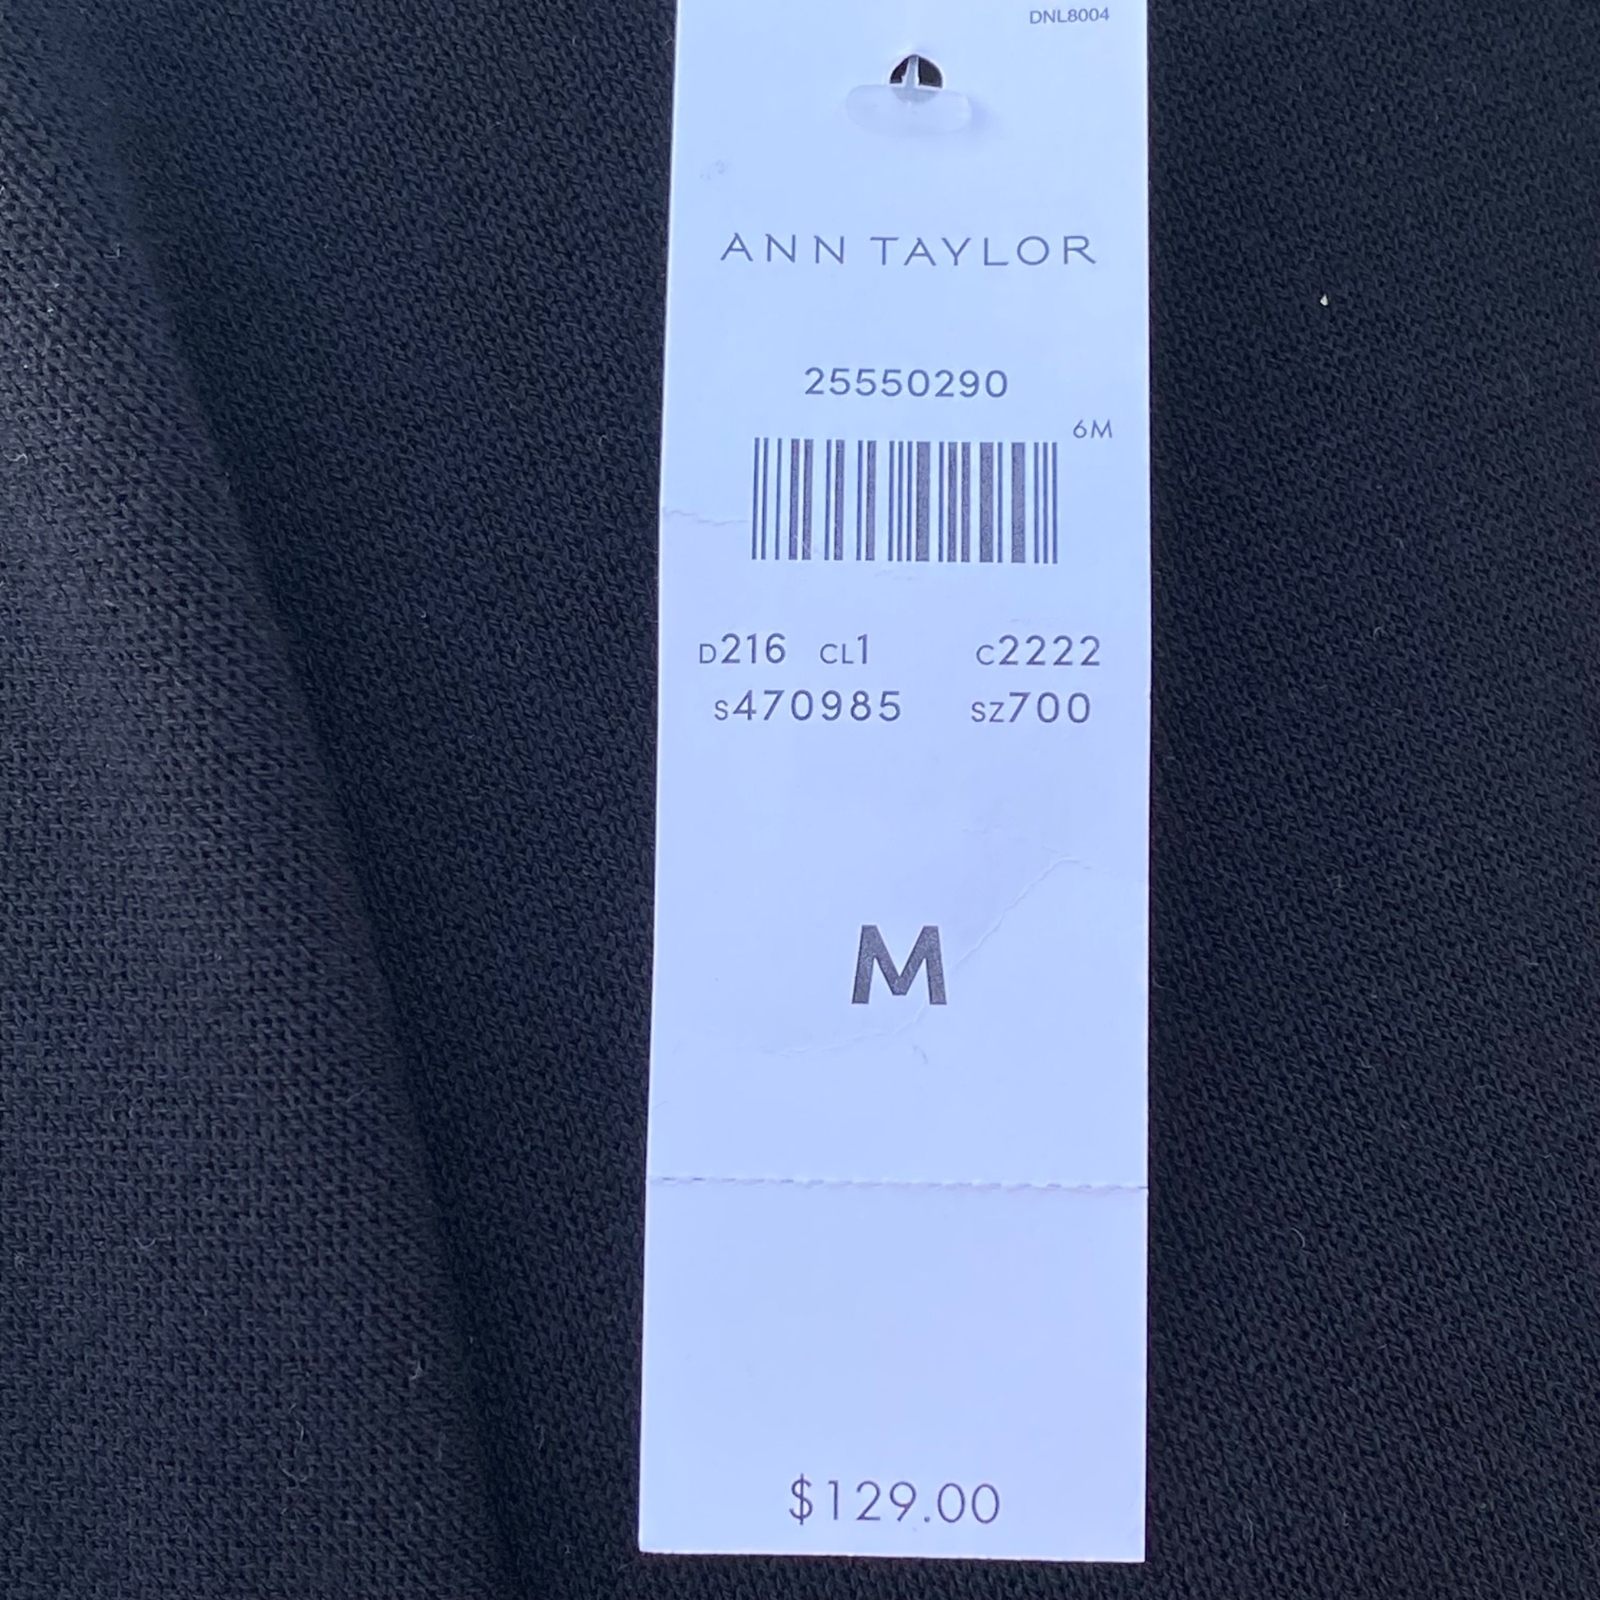 DNL8004
ANN TAYLOR
25550290
6M
D216 CL1 C2222
S470985 SZ700
M
$129.00